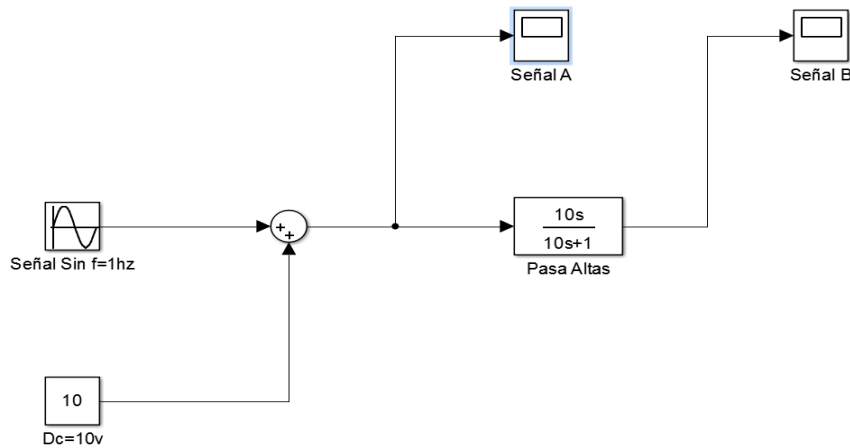 Señal A
Señal B
+
+
10s
10s+1
Señal Sin f=1hz
Pasa Altas
10
Dc=10v